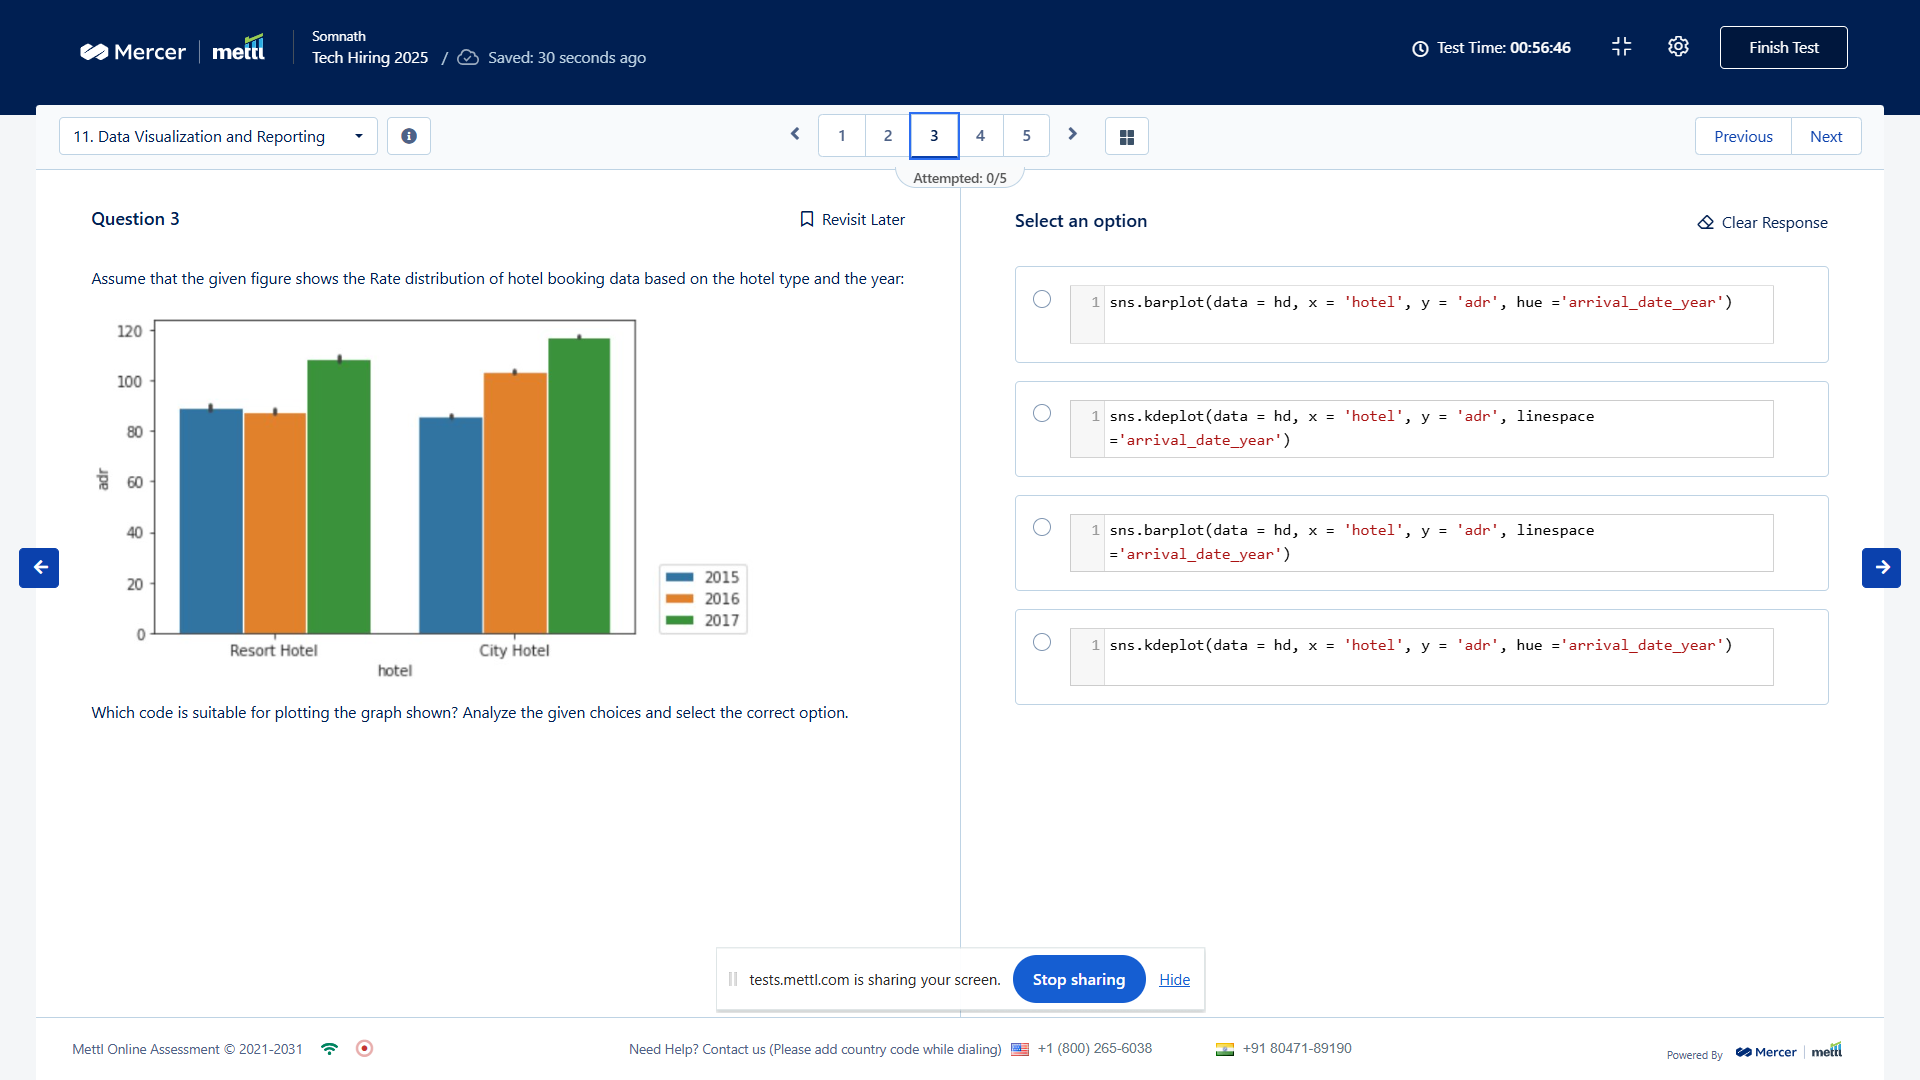 Mercer | mettl
Somnath
Tech Hiring 2025 / Saved: 30 seconds ago
Test Time: 00:56:46
Finish Test
11. Data Visualization and Reporting
1 2 3 4 5
Attempted: 0/5
Previous Next
Question 3
Revisit Later
Assume that the given figure shows the Rate distribution of hotel booking data based on the hotel type and the year:
120
100
80
60
40
20
0
adr
Resort Hotel City Hotel
hotel
2015
2016
2017
Which code is suitable for plotting the graph shown? Analyze the given choices and select the correct option.
Select an option
Clear Response
1 sns.barplot(data = hd, x = 'hotel', y = 'adr', hue ='arrival_date_year')
1 sns.kdeplot(data = hd, x = 'hotel', y = 'adr', linespace
='arrival_date_year')
1 sns.barplot(data = hd, x = 'hotel', y = 'adr', linespace
='arrival_date_year')
1 sns.kdeplot(data = hd, x = 'hotel', y = 'adr', hue ='arrival_date_year')
tests.mettl.com is sharing your screen. Stop sharing Hide
Mettl Online Assessment © 2021-2031
Need Help? Contact us (Please add country code while dialing) +1 (800) 265-6038 +91 80471-89190
Powered By Mercer | mettl